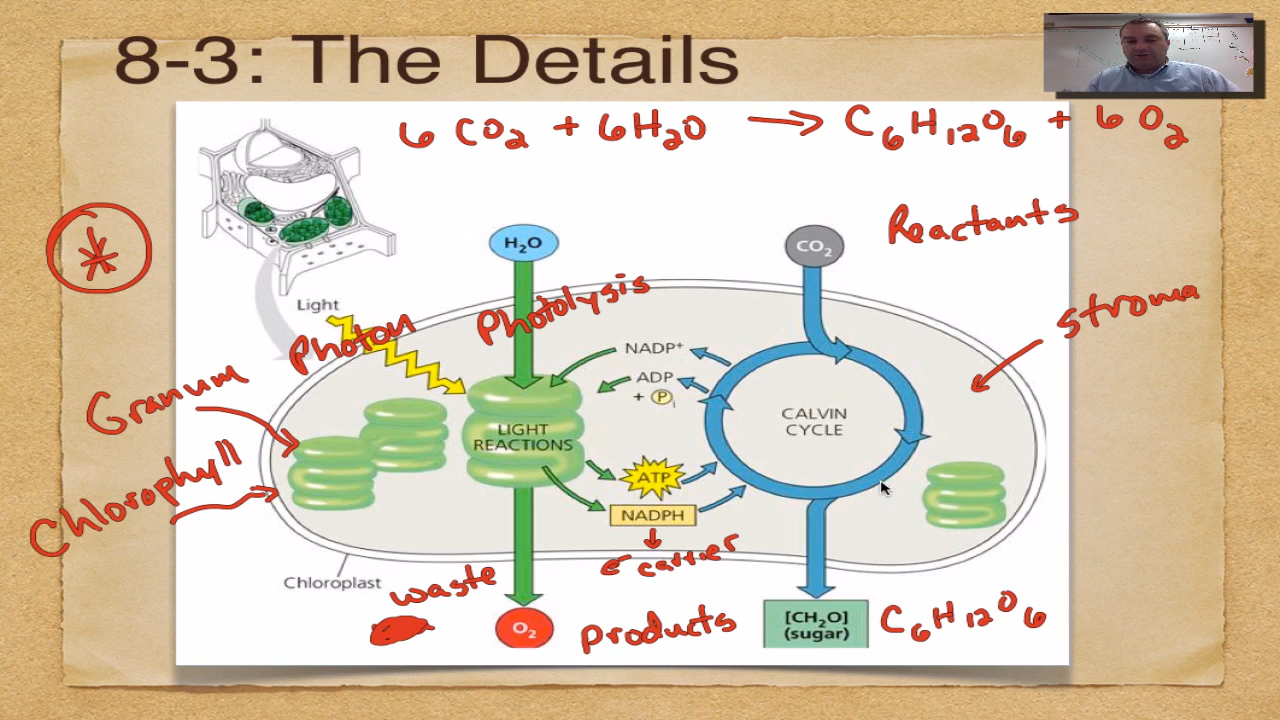 8-3: The Details
6 CO₂ + 6H₂O → C₆H₁₂O₆ + 6 O₂
Reactants
H₂O
CO₂
Light
Photon
Photolysis
Stroma
Granum
Chlorophyll
NADP⁺
ADP
+ Pᵢ
LIGHT
REACTIONS
CALVIN
CYCLE
ATP
NADPH
e⁻ carrier
Chloroplast
waste
O₂
products
[CH₂O]
(sugar)
C₆H₁₂O₆